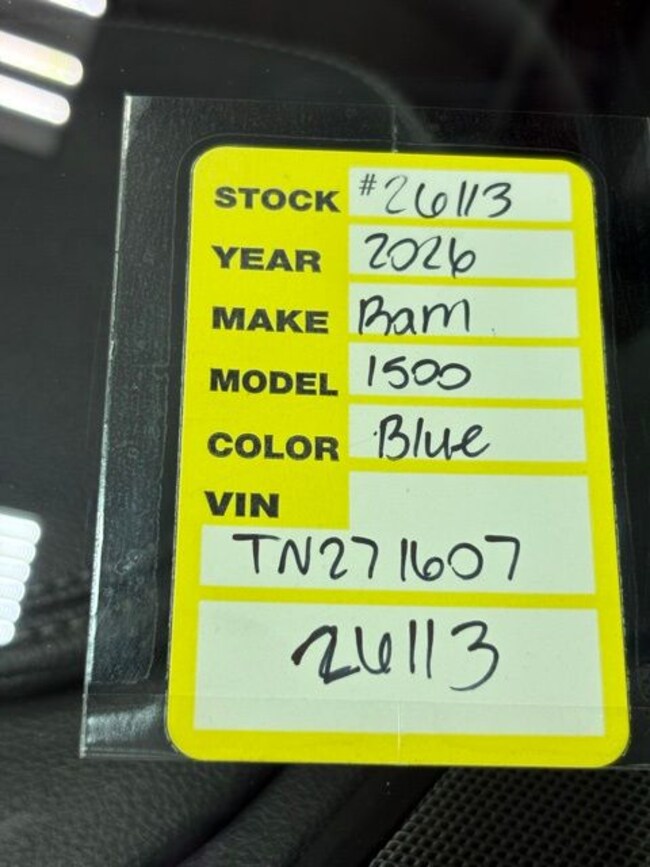 STOCK #26113
YEAR 2026
MAKE Ram
MODEL 1500
COLOR Blue
VIN
TN271607
26113